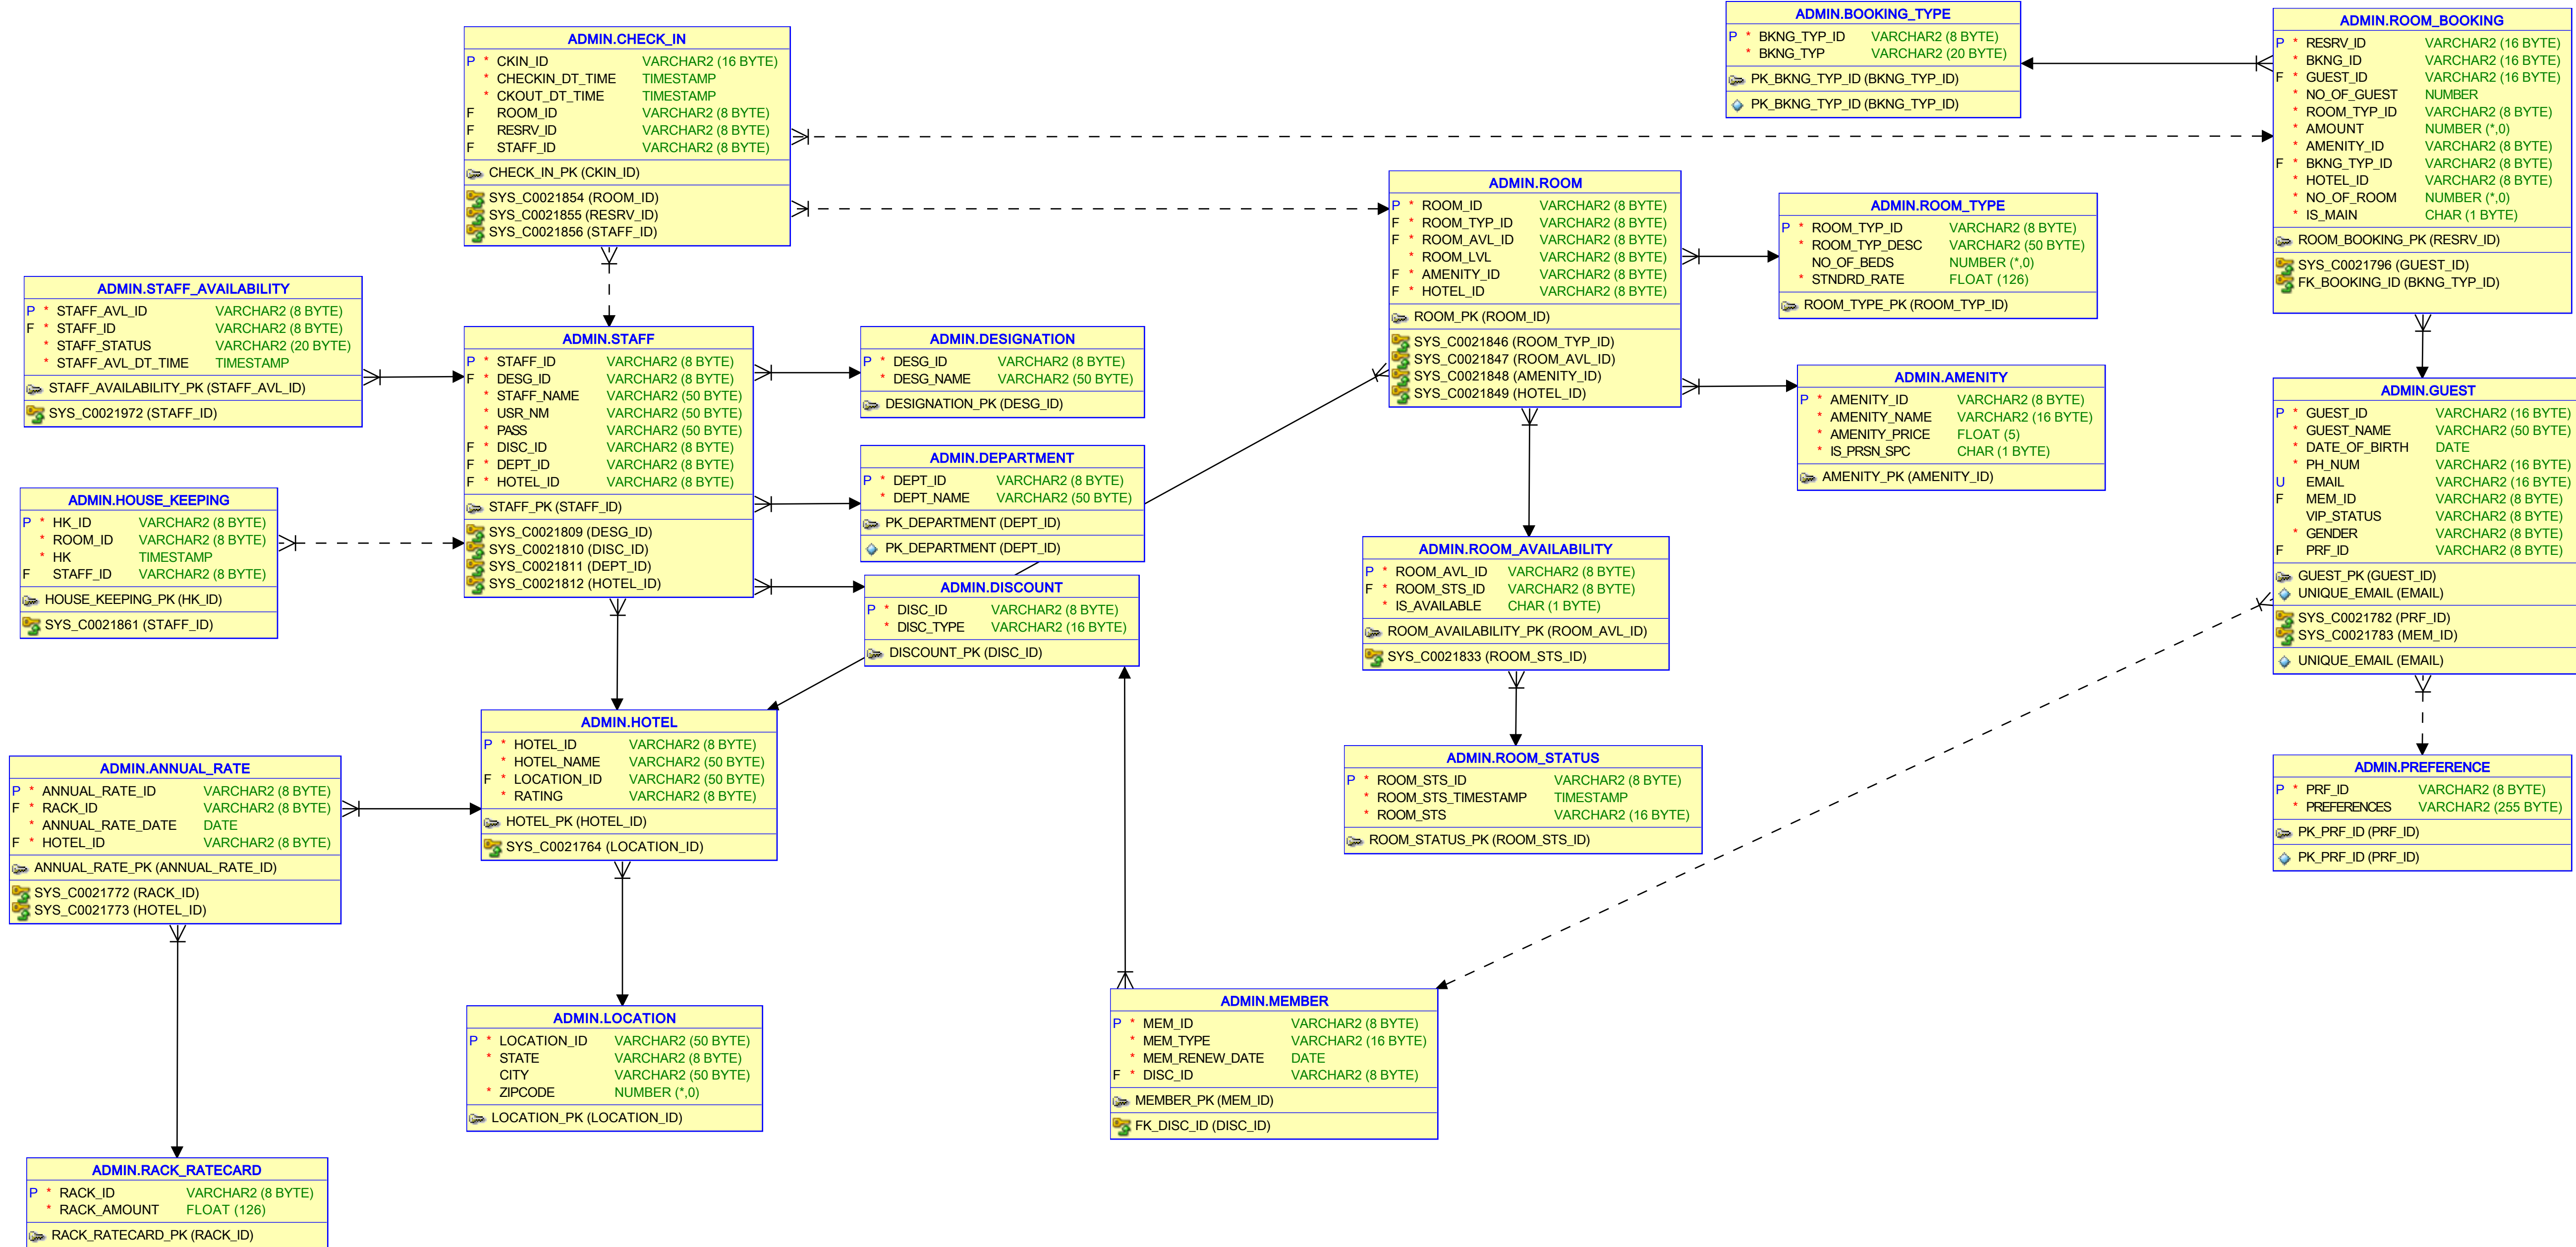 ADMIN.CHECK_IN
P * CKIN_ID VARCHAR2 (16 BYTE)
* CHECKIN_DT_TIME TIMESTAMP
* CKOUT_DT_TIME TIMESTAMP
F ROOM_ID VARCHAR2 (8 BYTE)
F RESRV_ID VARCHAR2 (8 BYTE)
F STAFF_ID VARCHAR2 (8 BYTE)
CHECK_IN_PK (CKIN_ID)
SYS_C0021854 (ROOM_ID)
SYS_C0021855 (RESRV_ID)
SYS_C0021856 (STAFF_ID)
ADMIN.BOOKING_TYPE
P * BKNG_TYP_ID VARCHAR2 (8 BYTE)
* BKNG_TYP VARCHAR2 (20 BYTE)
PK_BKNG_TYP_ID (BKNG_TYP_ID)
PK_BKNG_TYP_ID (BKNG_TYP_ID)
ADMIN.ROOM_BOOKING
P * RESRV_ID VARCHAR2 (16 BYTE)
* BKNG_ID VARCHAR2 (16 BYTE)
F * GUEST_ID VARCHAR2 (16 BYTE)
* NO_OF_GUEST NUMBER
* ROOM_TYP_ID VARCHAR2 (8 BYTE)
* AMOUNT NUMBER (*,0)
* AMENITY_ID VARCHAR2 (8 BYTE)
F * BKNG_TYP_ID VARCHAR2 (8 BYTE)
* HOTEL_ID VARCHAR2 (8 BYTE)
* NO_OF_ROOM NUMBER (*,0)
* IS_MAIN CHAR (1 BYTE)
ROOM_BOOKING_PK (RESRV_ID)
SYS_C0021796 (GUEST_ID)
FK_BOOKING_ID (BKNG_TYP_ID)
ADMIN.ROOM
P * ROOM_ID VARCHAR2 (8 BYTE)
F * ROOM_TYP_ID VARCHAR2 (8 BYTE)
F * ROOM_AVL_ID VARCHAR2 (8 BYTE)
* ROOM_LVL VARCHAR2 (8 BYTE)
F * AMENITY_ID VARCHAR2 (8 BYTE)
F * HOTEL_ID VARCHAR2 (8 BYTE)
ROOM_PK (ROOM_ID)
SYS_C0021846 (ROOM_TYP_ID)
SYS_C0021847 (ROOM_AVL_ID)
SYS_C0021848 (AMENITY_ID)
SYS_C0021849 (HOTEL_ID)
ADMIN.ROOM_TYPE
P * ROOM_TYP_ID VARCHAR2 (8 BYTE)
* ROOM_TYP_DESC VARCHAR2 (50 BYTE)
NO_OF_BEDS NUMBER (*,0)
* STNDRD_RATE FLOAT (126)
ROOM_TYPE_PK (ROOM_TYP_ID)
ADMIN.STAFF_AVAILABILITY
P * STAFF_AVL_ID VARCHAR2 (8 BYTE)
F * STAFF_ID VARCHAR2 (8 BYTE)
* STAFF_STATUS VARCHAR2 (20 BYTE)
* STAFF_AVL_DT_TIME TIMESTAMP
STAFF_AVAILABILITY_PK (STAFF_AVL_ID)
SYS_C0021972 (STAFF_ID)
ADMIN.STAFF
P * STAFF_ID VARCHAR2 (8 BYTE)
F * DESG_ID VARCHAR2 (8 BYTE)
* STAFF_NAME VARCHAR2 (50 BYTE)
* USR_NM VARCHAR2 (50 BYTE)
* PASS VARCHAR2 (50 BYTE)
F * DISC_ID VARCHAR2 (8 BYTE)
F * DEPT_ID VARCHAR2 (8 BYTE)
F * HOTEL_ID VARCHAR2 (8 BYTE)
STAFF_PK (STAFF_ID)
SYS_C0021809 (DESG_ID)
SYS_C0021810 (DISC_ID)
SYS_C0021811 (DEPT_ID)
SYS_C0021812 (HOTEL_ID)
ADMIN.DESIGNATION
P * DESG_ID VARCHAR2 (8 BYTE)
* DESG_NAME VARCHAR2 (50 BYTE)
DESIGNATION_PK (DESG_ID)
ADMIN.DEPARTMENT
P * DEPT_ID VARCHAR2 (8 BYTE)
* DEPT_NAME VARCHAR2 (50 BYTE)
PK_DEPARTMENT (DEPT_ID)
PK_DEPARTMENT (DEPT_ID)
ADMIN.AMENITY
P * AMENITY_ID VARCHAR2 (8 BYTE)
* AMENITY_NAME VARCHAR2 (16 BYTE)
* AMENITY_PRICE FLOAT (5)
* IS_PRSN_SPC CHAR (1 BYTE)
AMENITY_PK (AMENITY_ID)
ADMIN.GUEST
P * GUEST_ID VARCHAR2 (16 BYTE)
* GUEST_NAME VARCHAR2 (50 BYTE)
* DATE_OF_BIRTH DATE
* PH_NUM VARCHAR2 (16 BYTE)
U EMAIL VARCHAR2 (16 BYTE)
F MEM_ID VARCHAR2 (8 BYTE)
VIP_STATUS VARCHAR2 (8 BYTE)
* GENDER VARCHAR2 (8 BYTE)
F PRF_ID VARCHAR2 (8 BYTE)
GUEST_PK (GUEST_ID)
UNIQUE_EMAIL (EMAIL)
SYS_C0021782 (PRF_ID)
SYS_C0021783 (MEM_ID)
UNIQUE_EMAIL (EMAIL)
ADMIN.HOUSE_KEEPING
P * HK_ID VARCHAR2 (8 BYTE)
* ROOM_ID VARCHAR2 (8 BYTE)
* HK TIMESTAMP
F STAFF_ID VARCHAR2 (8 BYTE)
HOUSE_KEEPING_PK (HK_ID)
SYS_C0021861 (STAFF_ID)
ADMIN.DISCOUNT
P * DISC_ID VARCHAR2 (8 BYTE)
* DISC_TYPE VARCHAR2 (16 BYTE)
DISCOUNT_PK (DISC_ID)
ADMIN.ROOM_AVAILABILITY
P * ROOM_AVL_ID VARCHAR2 (8 BYTE)
F * ROOM_STS_ID VARCHAR2 (8 BYTE)
* IS_AVAILABLE CHAR (1 BYTE)
ROOM_AVAILABILITY_PK (ROOM_AVL_ID)
SYS_C0021833 (ROOM_STS_ID)
ADMIN.HOTEL
P * HOTEL_ID VARCHAR2 (8 BYTE)
* HOTEL_NAME VARCHAR2 (50 BYTE)
F * LOCATION_ID VARCHAR2 (50 BYTE)
* RATING VARCHAR2 (8 BYTE)
HOTEL_PK (HOTEL_ID)
SYS_C0021764 (LOCATION_ID)
ADMIN.ROOM_STATUS
P * ROOM_STS_ID VARCHAR2 (8 BYTE)
* ROOM_STS_TIMESTAMP TIMESTAMP
* ROOM_STS VARCHAR2 (16 BYTE)
ROOM_STATUS_PK (ROOM_STS_ID)
ADMIN.PREFERENCE
P * PRF_ID VARCHAR2 (8 BYTE)
* PREFERENCES VARCHAR2 (255 BYTE)
PK_PRF_ID (PRF_ID)
PK_PRF_ID (PRF_ID)
ADMIN.ANNUAL_RATE
P * ANNUAL_RATE_ID VARCHAR2 (8 BYTE)
F * RACK_ID VARCHAR2 (8 BYTE)
* ANNUAL_RATE_DATE DATE
F * HOTEL_ID VARCHAR2 (8 BYTE)
ANNUAL_RATE_PK (ANNUAL_RATE_ID)
SYS_C0021772 (RACK_ID)
SYS_C0021773 (HOTEL_ID)
ADMIN.LOCATION
P * LOCATION_ID VARCHAR2 (50 BYTE)
* STATE VARCHAR2 (8 BYTE)
CITY VARCHAR2 (50 BYTE)
* ZIPCODE NUMBER (*,0)
LOCATION_PK (LOCATION_ID)
ADMIN.MEMBER
P * MEM_ID VARCHAR2 (8 BYTE)
* MEM_TYPE VARCHAR2 (16 BYTE)
* MEM_RENEW_DATE DATE
F * DISC_ID VARCHAR2 (8 BYTE)
MEMBER_PK (MEM_ID)
FK_DISC_ID (DISC_ID)
ADMIN.RACK_RATECARD
P * RACK_ID VARCHAR2 (8 BYTE)
* RACK_AMOUNT FLOAT (126)
RACK_RATECARD_PK (RACK_ID)